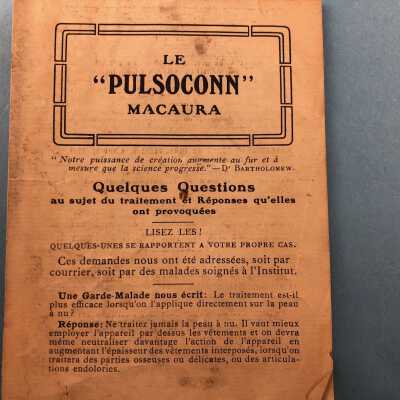 LE
“PULSOCONN”
MACAURA
“Notre puissance de création augmente au fur et à
mesure que la science progresse.”—Dr BARTHOLOMEW.
Quelques Questions
au sujet du traitement et Réponses qu'elles
ont provoquées
LISEZ LES!
QUELQUES-UNES SE RAPPORTENT A VOTRE PROPRE CAS.
Ces demandes nous ont été adressées, soit par
courrier, soit par des malades soignés à l'Institut.
Une Garde-Malade nous écrit: Le traitement est-il
plus efficace lorsqu'on l'applique directement sur la peau
à nu?
Réponse: Ne traitez jamais la peau à nu. Il vaut mieux
employer l'appareil par dessus les vêtements et on devra
même neutraliser davantage l'action de l'appareil en
augmentant l'épaisseur des vêtements interposés, lorsqu'on
traitera des parties osseuses ou délicates, ou des articulations
endolories.